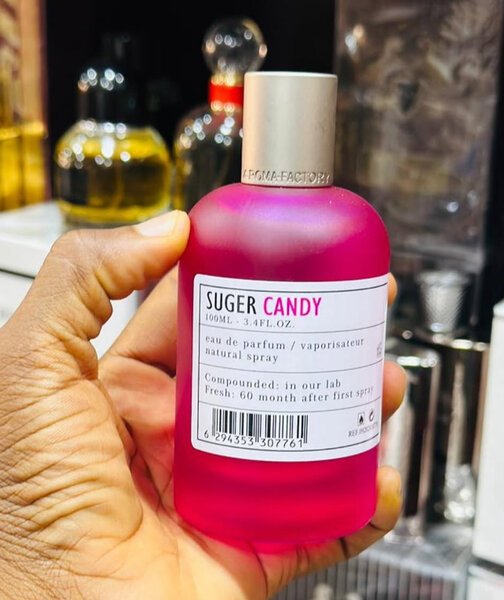 AROMA-FACTORY
SUGER CANDY
100ML - 3.4FL.OZ.
eau de parfum / vaporisateur
natural spray
Compounded: in our lab
Fresh: 60 month after first spray
6 294353 307761